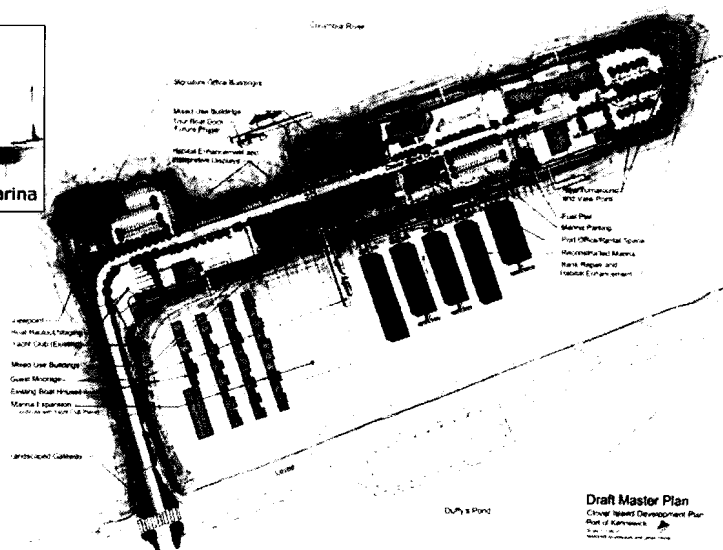 Columbia River
arina
Signature Office Buildings
Mixed Use Buildings
Tour Boat Dock
Future Phase
Habitat Enhancement and
Interpretive Displays
Turnaround
and View Point
Fuel Pier
Marina Parking
Port Office/Rental Space
Reconstructed Marina
Bank Repair and
Habitat Enhancement
Viewpoint
Boat Haulout/Staging
Yacht Club (Existing)
Mixed Use Buildings
Guest Moorage
Existing Boat Houses
Marina Expansion
Landscaped Gateway
Levee
Duffy's Pond
Draft Master Plan
Clover Island Development Plan
Port of Kennewick